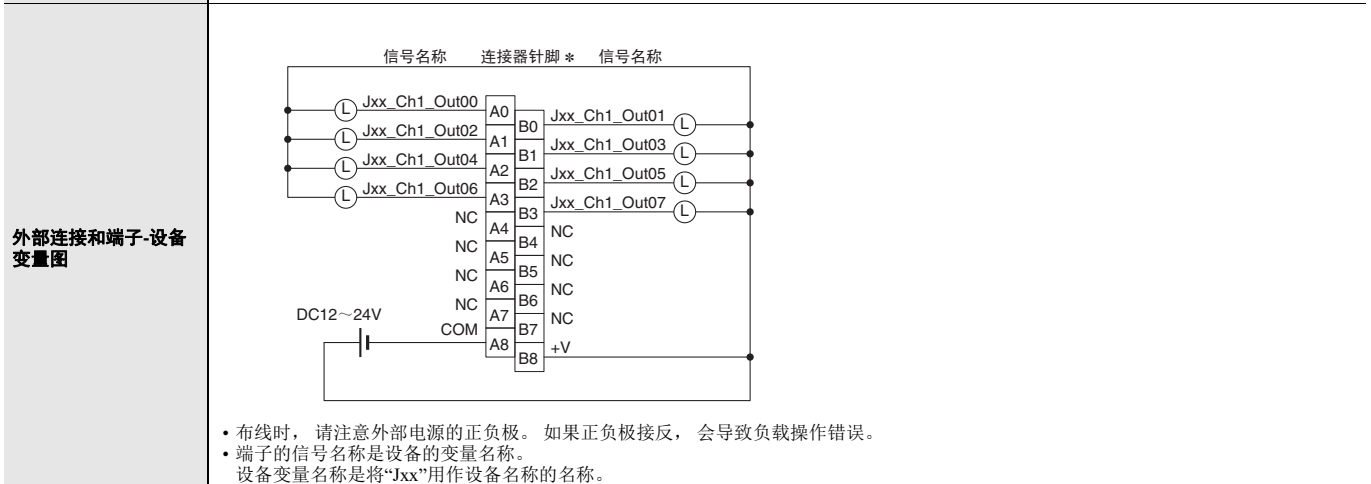 信号名称 连接器针脚 * 信号名称
L Jxx_Ch1_Out00 A0
B0 Jxx_Ch1_Out01 L
L Jxx_Ch1_Out02 A1
B1 Jxx_Ch1_Out03 L
L Jxx_Ch1_Out04 A2
B2 Jxx_Ch1_Out05 L
L Jxx_Ch1_Out06 A3
B3 Jxx_Ch1_Out07 L
NC A4
B4 NC
NC A5
B5 NC
NC A6
B6 NC
NC A7
B7 NC
DC12～24V
COM A8
B8 +V
外部连接和端子-设备
变量图
• 布线时， 请注意外部电源的正负极。 如果正负极接反， 会导致负载操作错误。
• 端子的信号名称是设备的变量名称。
设备变量名称是将“Jxx”用作设备名称的名称。